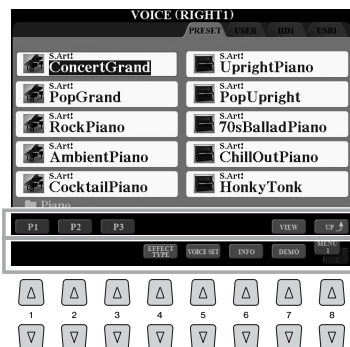 VOICE (RIGHT1)
PRESET USER HD1 USB1
S.Art!
ConcertGrand
S.Art!
UprightPiano
S.Art!
PopGrand
S.Art!
PopUpright
S.Art!
RockPiano
S.Art!
70sBalladPiano
S.Art!
AmbientPiano
S.Art!
ChillOutPiano
S.Art!
CocktailPiano
S.Art!
HonkyTonk
Piano
P1 P2 P3 VIEW UP
EFFECT TYPE VOICE SET INFO DEMO MENU 1
1 2 3 4 5 6 7 8